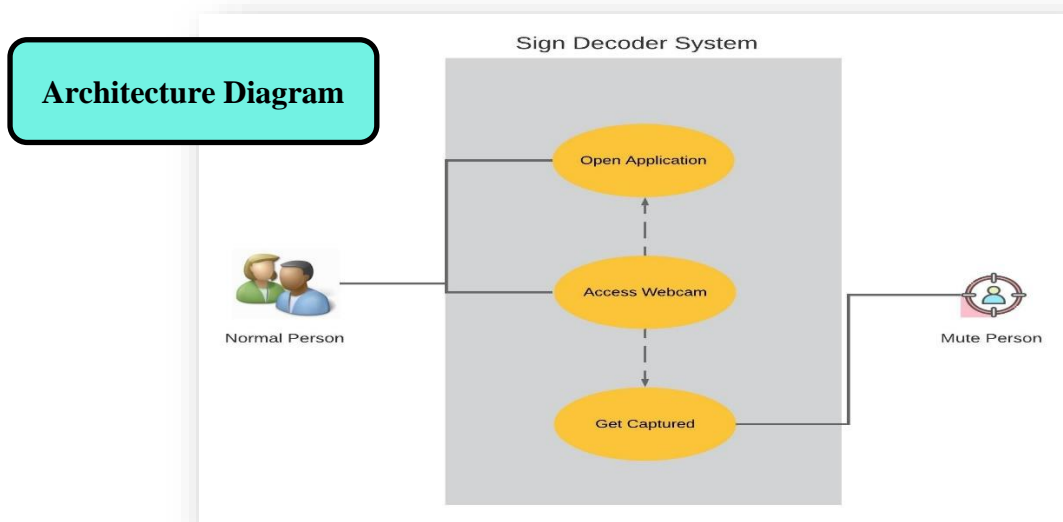 Sign Decoder System
Architecture Diagram
Open Application
Access Webcam
Normal Person
Mute Person
Get Captured